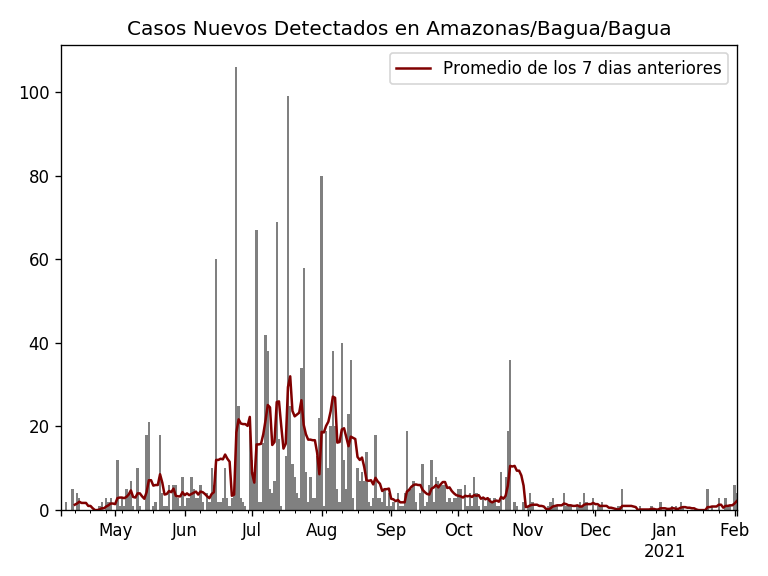 Casos Nuevos Detectados en Amazonas/Bagua/Bagua
Promedio de los 7 dias anteriores
100
80
60
40
20
0
May Jun Jul Aug Sep Oct Nov Dec Jan Feb
2021